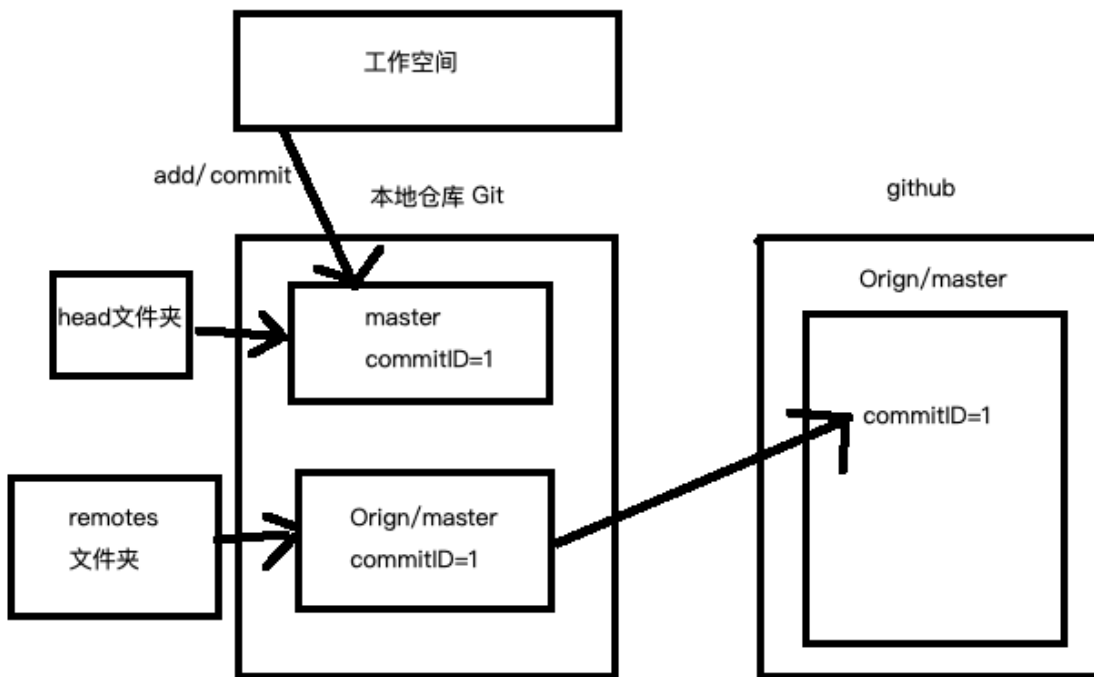 工作空间
add/commit
本地仓库 Git
github
head文件夹
master
commitID=1
Orign/master
commitID=1
remotes
文件夹
Orign/master
commitID=1